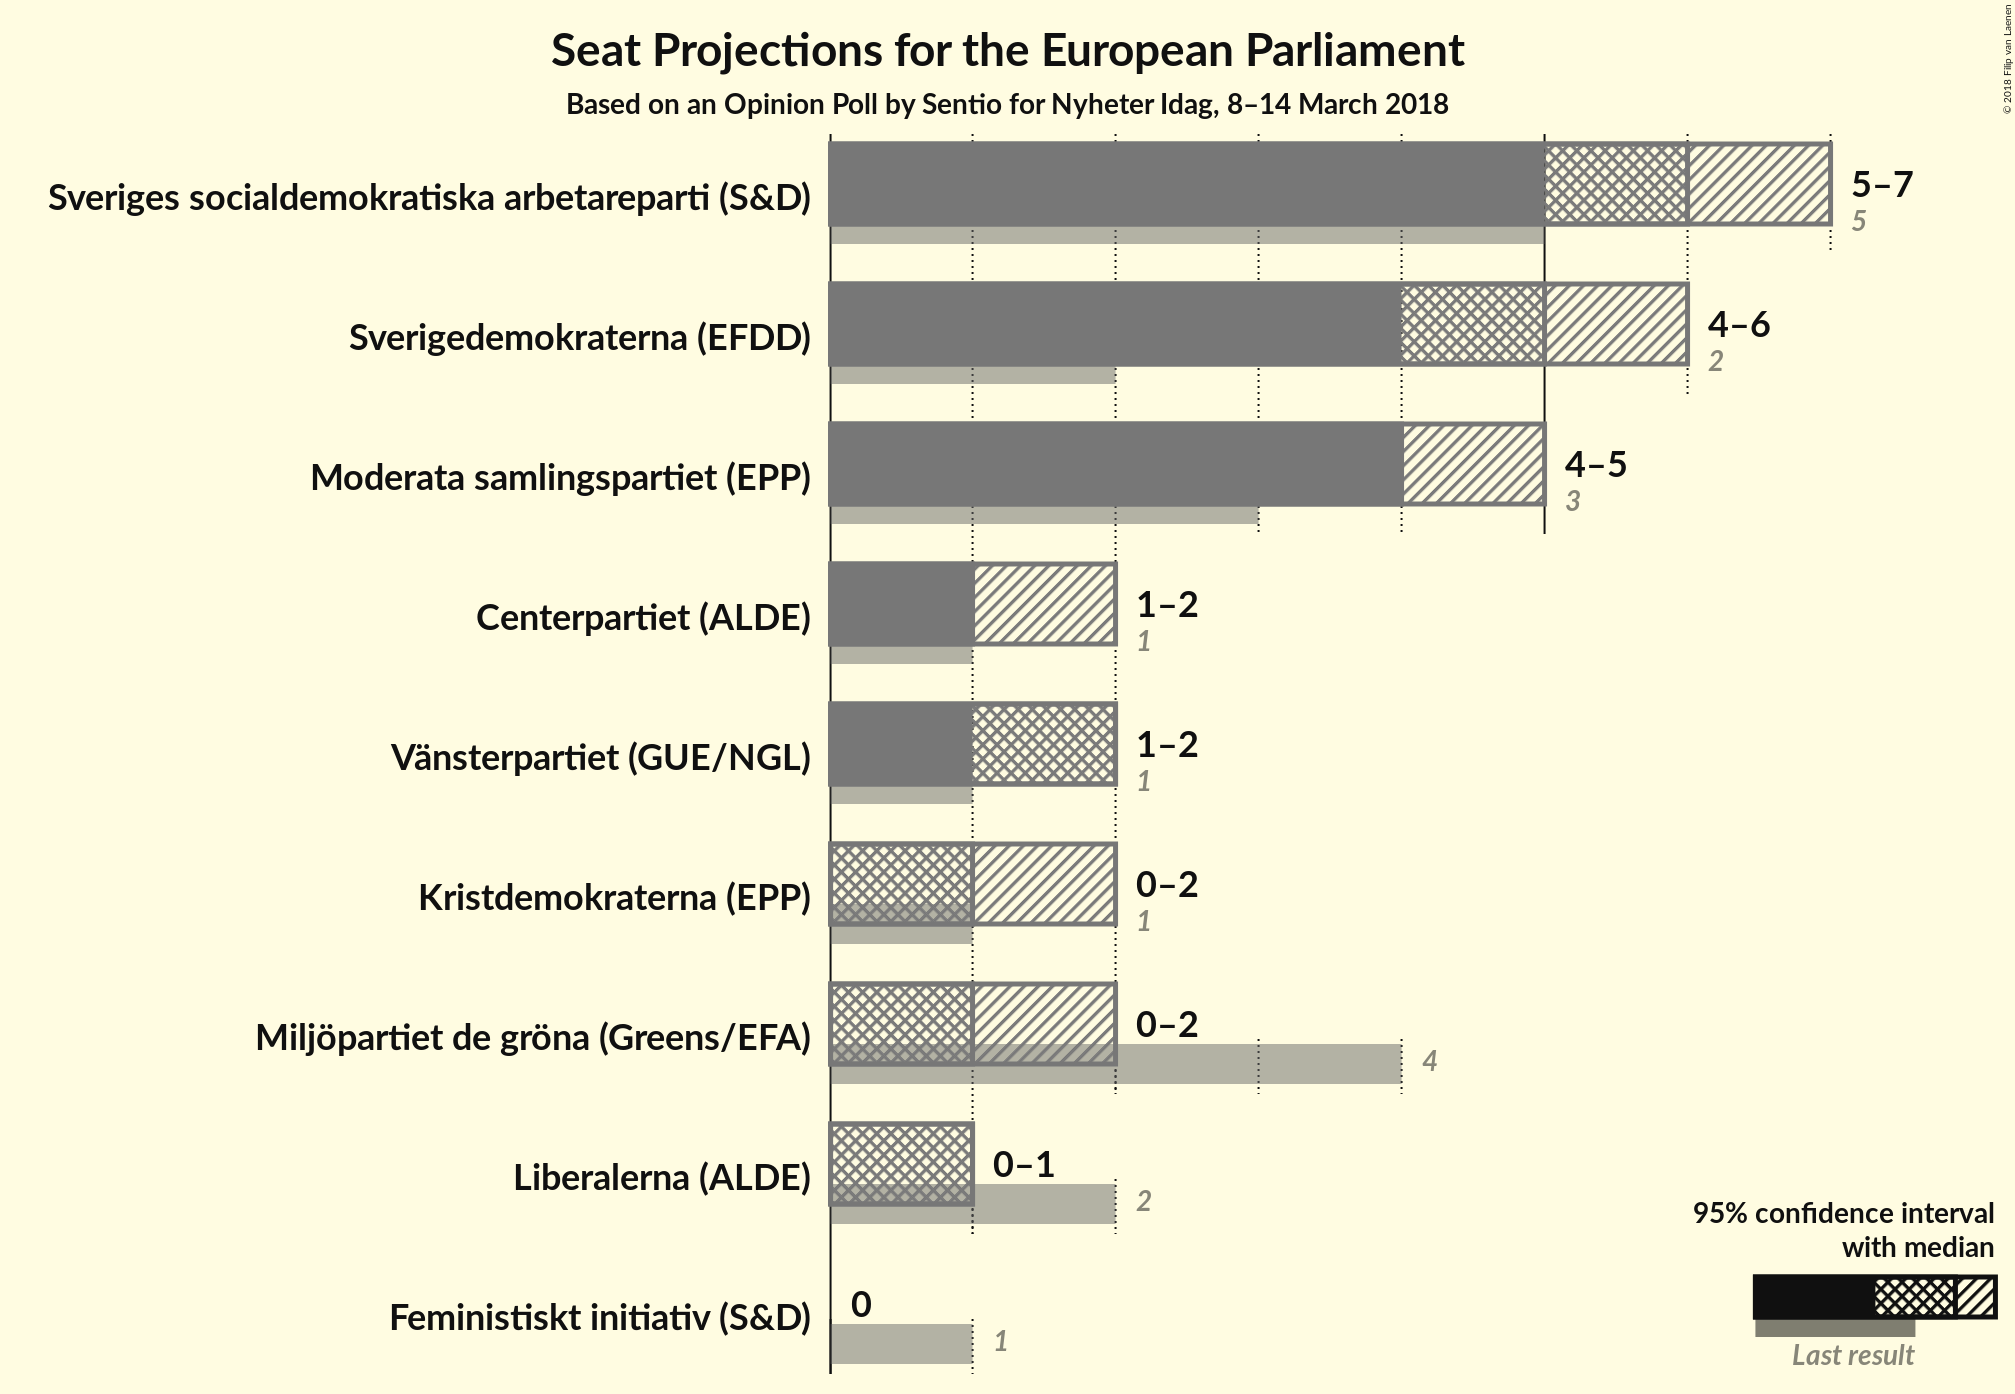 Seat Projections for the European Parliament
Based on an Opinion Poll by Sentio for Nyheter Idag, 8–14 March 2018
© 2018 Filip van Laenen
Sveriges socialdemokratiska arbetareparti (S&D)
5–7
5
Sverigedemokraterna (EFDD)
4–6
2
Moderata samlingspartiet (EPP)
4–5
3
Centerpartiet (ALDE)
1–2
1
Vänsterpartiet (GUE/NGL)
1–2
1
Kristdemokraterna (EPP)
0–2
1
Miljöpartiet de gröna (Greens/EFA)
0–2
4
Liberalerna (ALDE)
0–1
2
Feministiskt initiativ (S&D)
0
1
95% confidence interval
with median
Last result